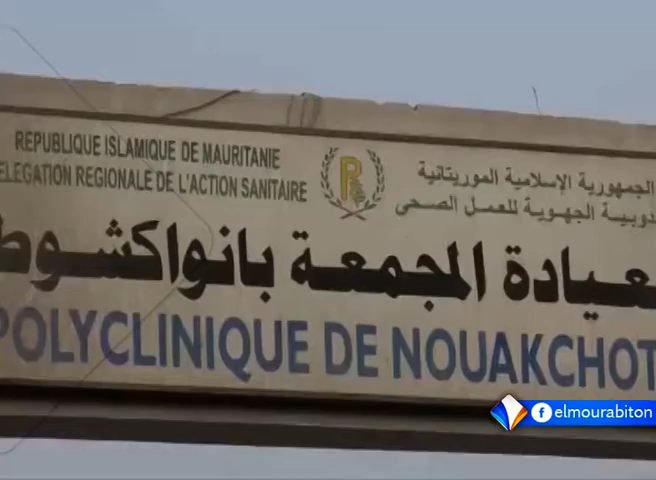 REPUBLIQUE ISLAMIQUE DE MAURITANIE
ELEGATION REGIONALE DE L'ACTION SANITAIRE
الجمهورية الإسلامية الموريتانية
دوبية الجهوية للعمل الصحي
عيادة المجمعة بانواكشوط
POLYCLINIQUE DE NOUAKCHOT
elmourabiton